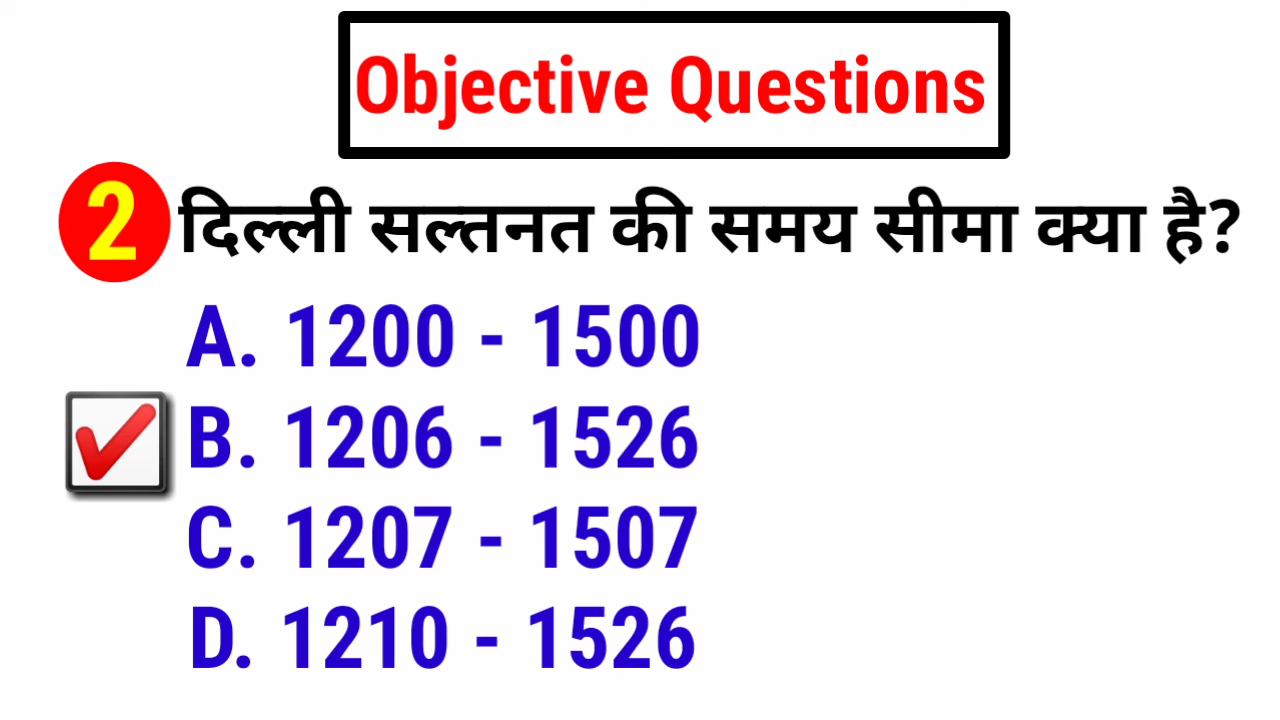 Objective Questions
2 दिल्ली सल्तनत की समय सीमा क्या है?
A. 1200 - 1500
B. 1206 - 1526
C. 1207 - 1507
D. 1210 - 1526